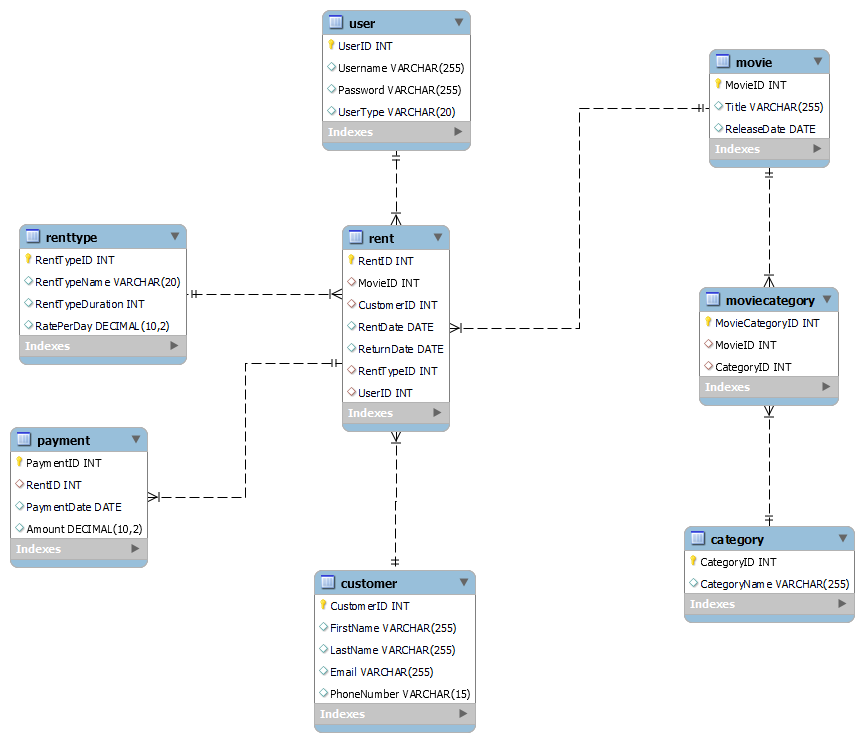 user
UserID INT
Username VARCHAR(255)
Password VARCHAR(255)
UserType VARCHAR(20)
Indexes
movie
MovieID INT
Title VARCHAR(255)
ReleaseDate DATE
Indexes
renttype
RentTypeID INT
RentTypeName VARCHAR(20)
RentTypeDuration INT
RatePerDay DECIMAL(10,2)
Indexes
rent
RentID INT
MovieID INT
CustomerID INT
RentDate DATE
ReturnDate DATE
RentTypeID INT
UserID INT
Indexes
moviecategory
MovieCategoryID INT
MovieID INT
CategoryID INT
Indexes
payment
PaymentID INT
RentID INT
PaymentDate DATE
Amount DECIMAL(10,2)
Indexes
customer
CustomerID INT
FirstName VARCHAR(255)
LastName VARCHAR(255)
Email VARCHAR(255)
PhoneNumber VARCHAR(15)
Indexes
category
CategoryID INT
CategoryName VARCHAR(255)
Indexes